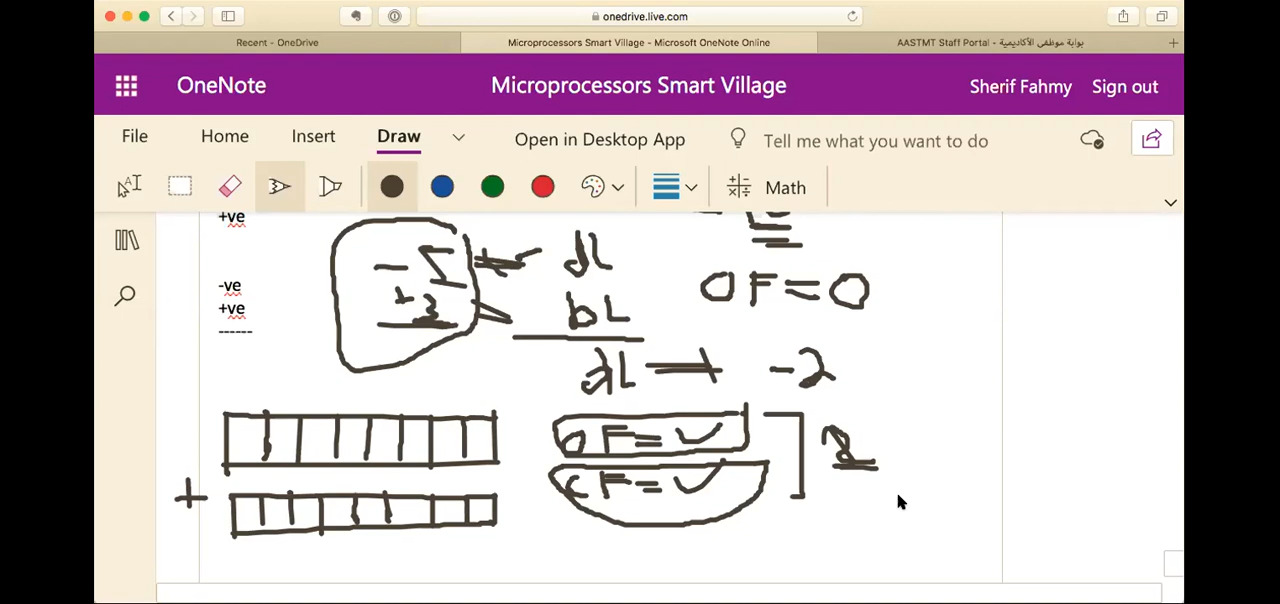 onedrive.live.com
Recent - OneDrive
Microprocessors Smart Village - Microsoft OneNote Online
بوابة موظفي الأكاديمية - AASTMT Staff Portal
OneNote
Microprocessors Smart Village
Sherif Fahmy
Sign out
File
Home
Insert
Draw
Open in Desktop App
Tell me what you want to do
Math
+ve
-5
dL
OF=0
-ve
+3
bL
+ve
------
dL → -2
OF= ✓
CF= ✓
+